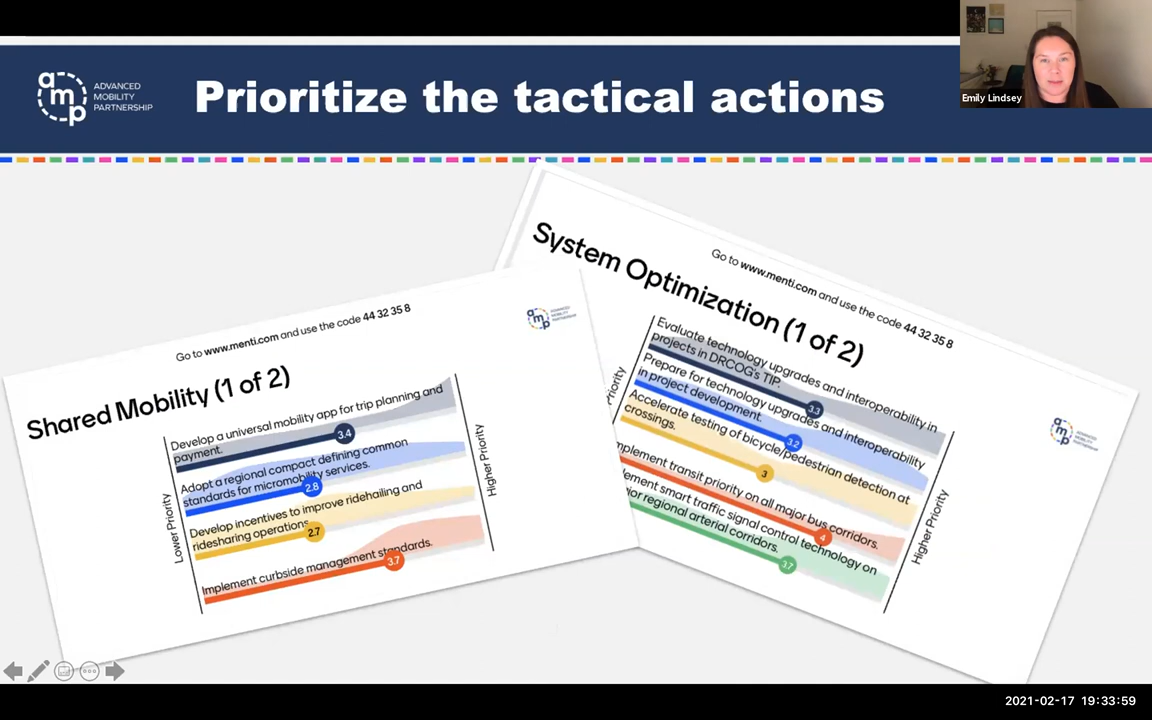 amp
ADVANCED
MOBILITY
PARTNERSHIP
Prioritize the tactical actions
Emily Lindsey
Go to www.menti.com and use the code 44 32 35 8
Shared Mobility (1 of 2)
Lower Priority
Higher Priority
Develop a universal mobility app for trip planning and
payment.
3.4
Adopt a regional compact defining common
standards for micromobility services.
2.8
Develop incentives to improve ridehailing and
ridesharing operations.
2.7
Implement curbside management standards.
3.7
Go to www.menti.com and use the code 44 32 35 8
System Optimization (1 of 2)
Higher Priority
Evaluate technology upgrades and interoperability in
projects in DRCOG's TIP.
3.3
Prepare for technology upgrades and interoperability
in project development.
3.2
Accelerate testing of bicycle/pedestrian detection at
crossings.
3
mplement transit priority on all major bus corridors.
4
lement smart traffic signal control technology on
jor regional arterial corridors.
3.7
2021-02-17 19:33:59